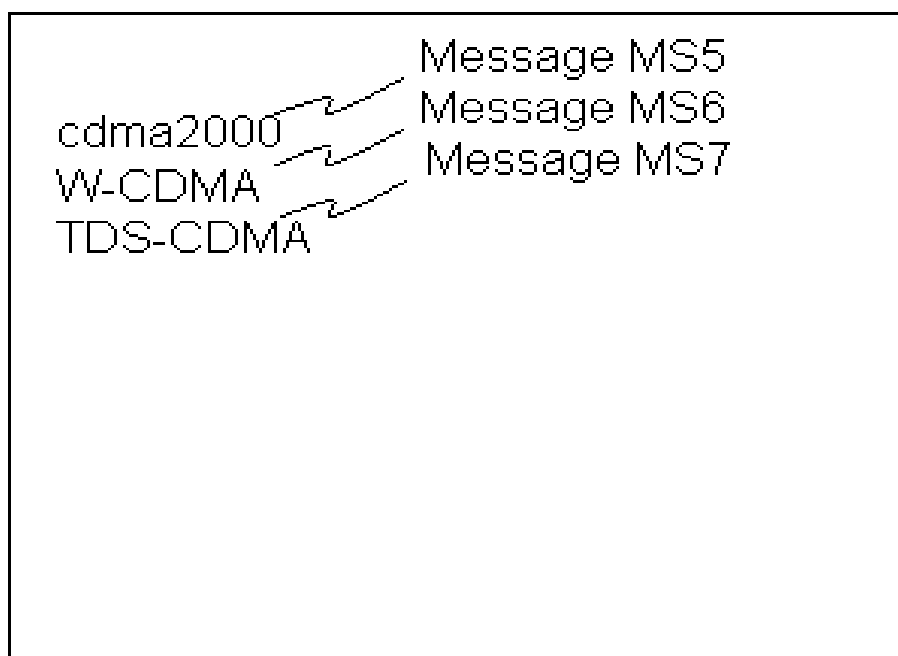 Message MS5
cdma2000
Message MS6
W-CDMA
Message MS7
TDS-CDMA